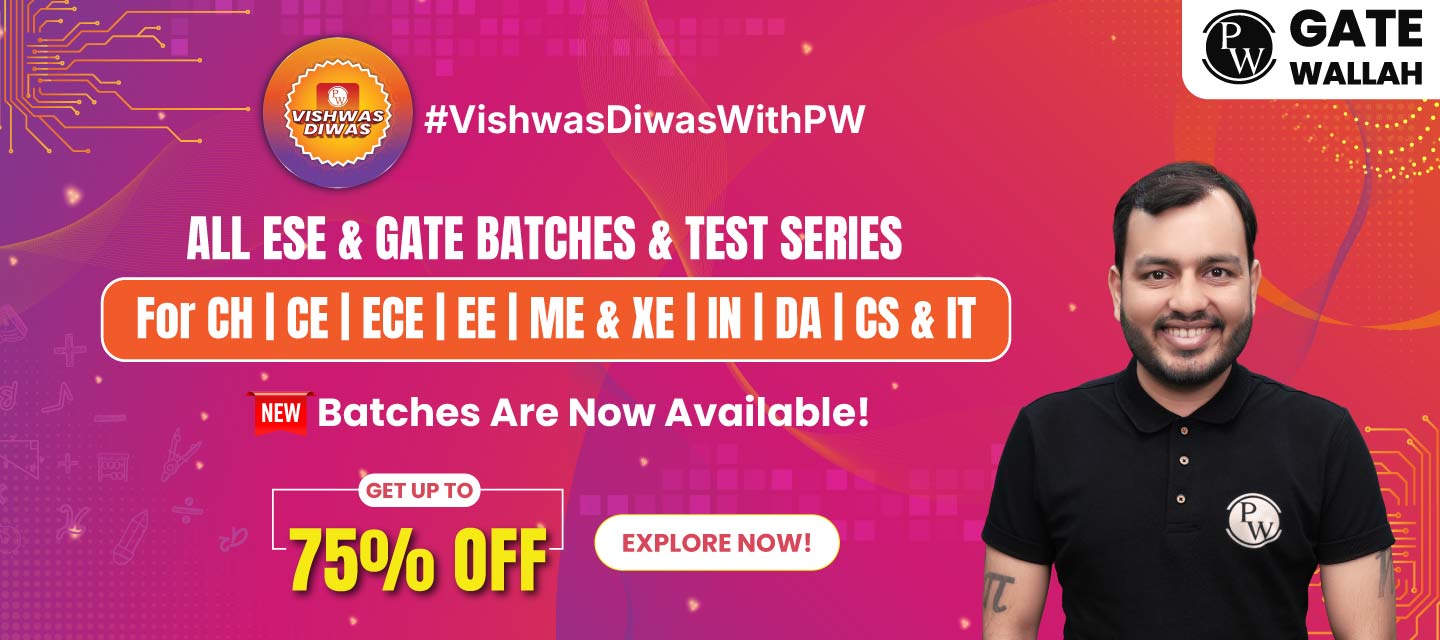 PW
GATE
WALLAH
PW
VISHWAS
DIWAS
#VishwasDiwasWithPW
ALL ESE & GATE BATCHES & TEST SERIES
For CH | CE | ECE | EE | ME & XE | IN | DA | CS & IT
NEW Batches Are Now Available!
GET UP TO
75% OFF
EXPLORE NOW!
PW
π